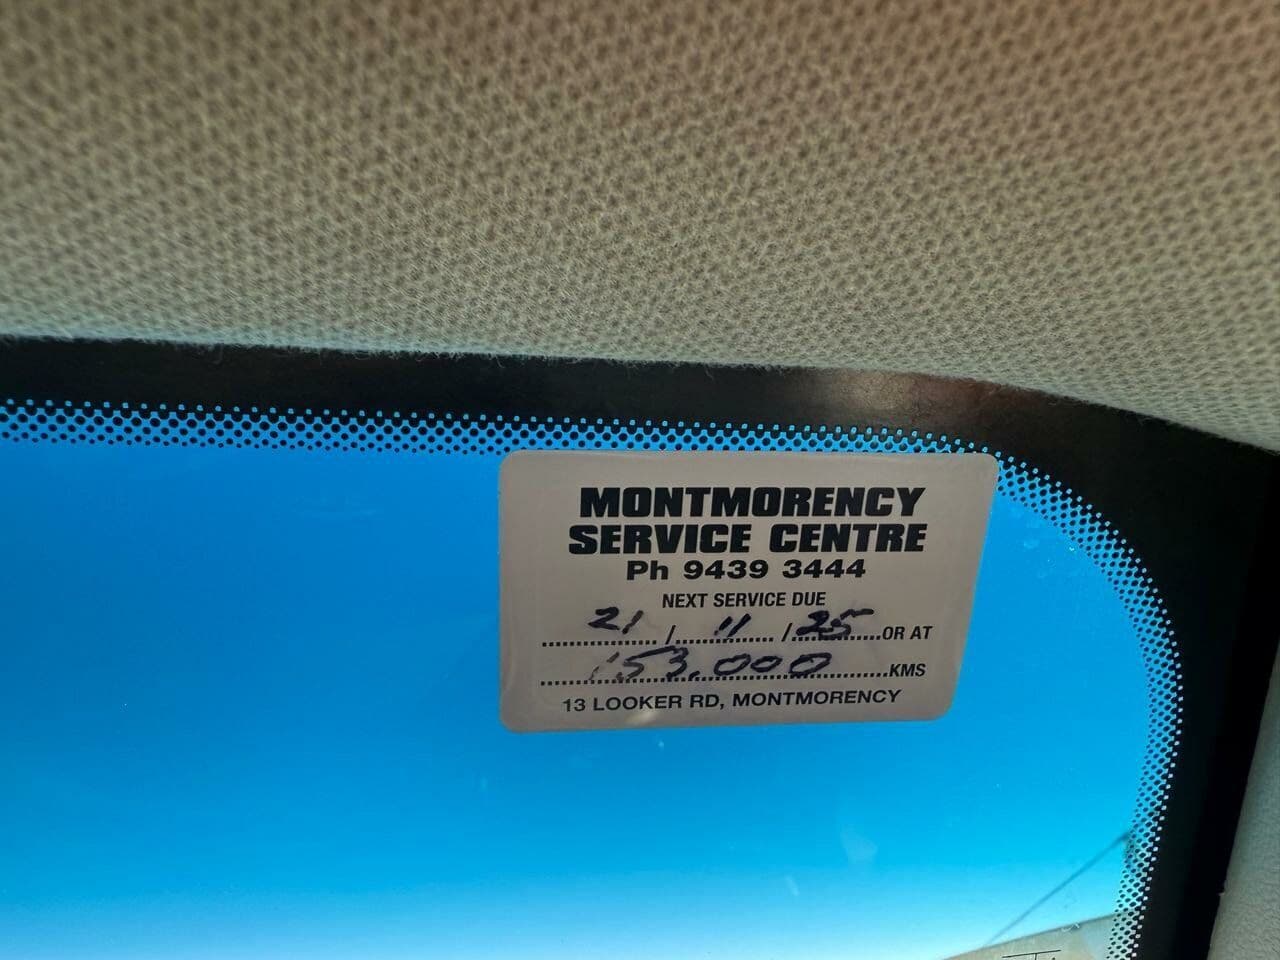 MONTMORENCY
SERVICE CENTRE
Ph 9439 3444
NEXT SERVICE DUE
21 / 11 / 25 OR AT
153,000 KMS
13 LOOKER RD, MONTMORENCY